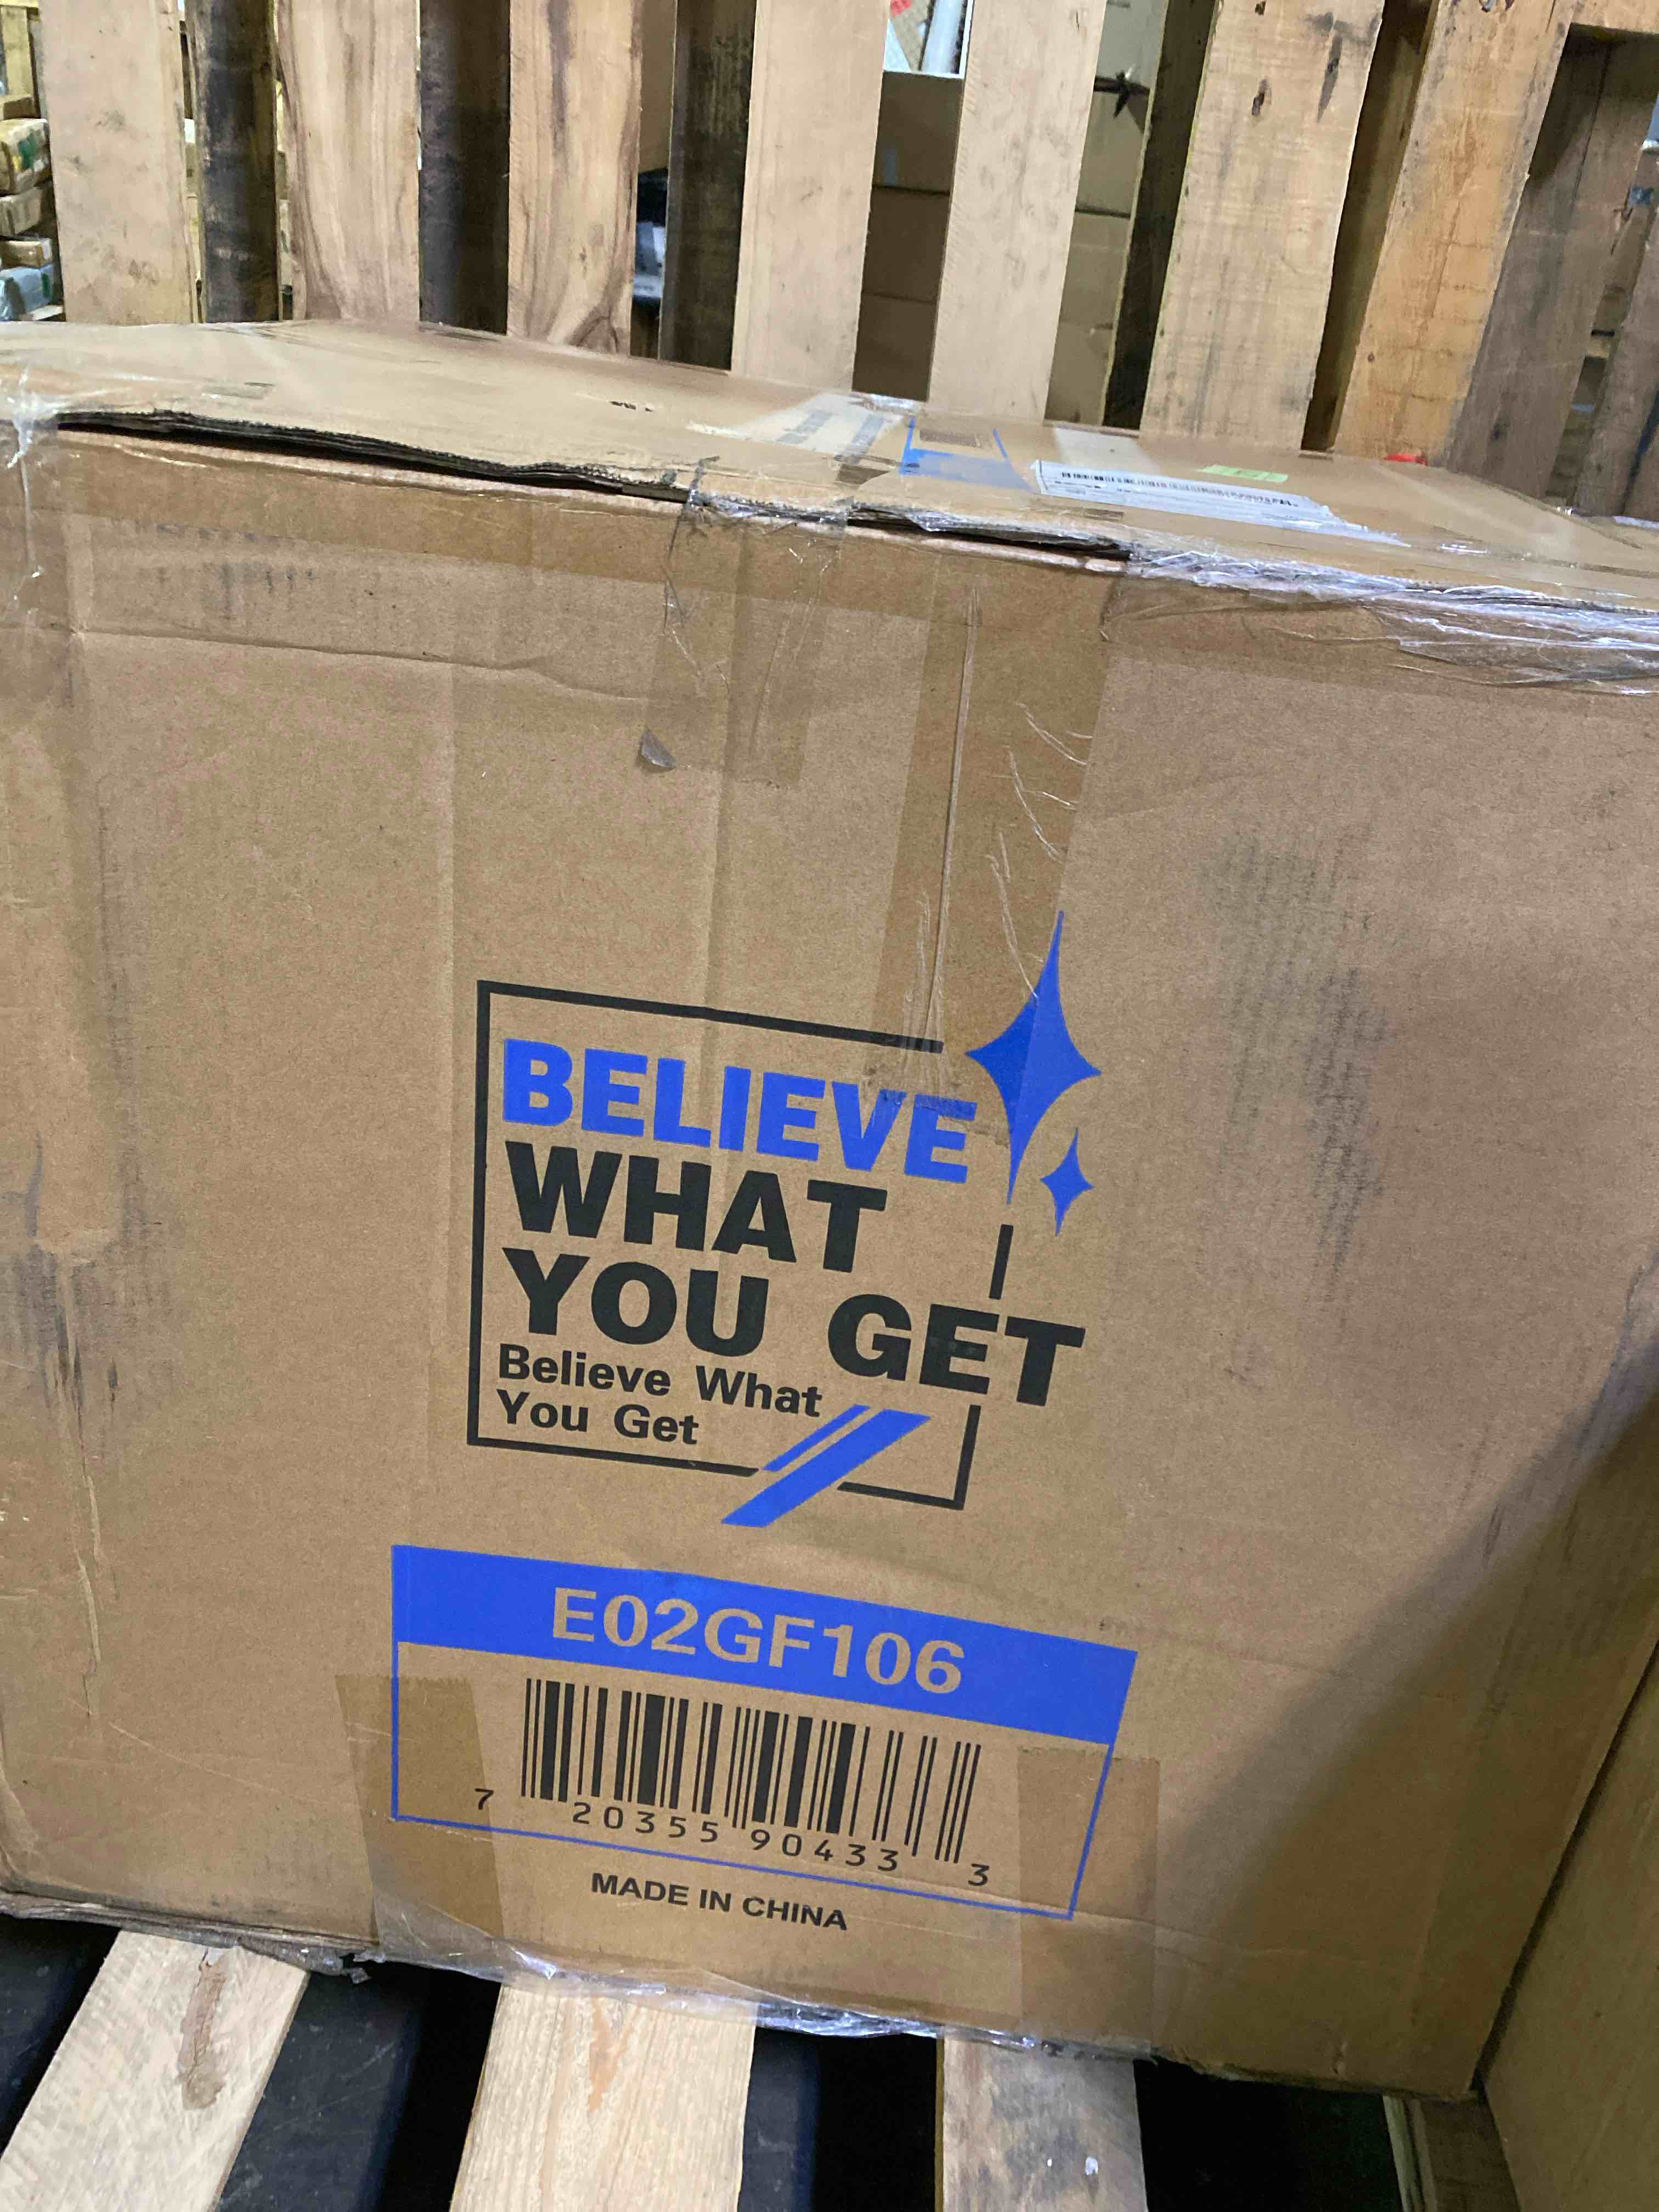 BELIEVE
WHAT
YOU GET
Believe What
You Get
E02GF106
7 20355 90433 3
MADE IN CHINA